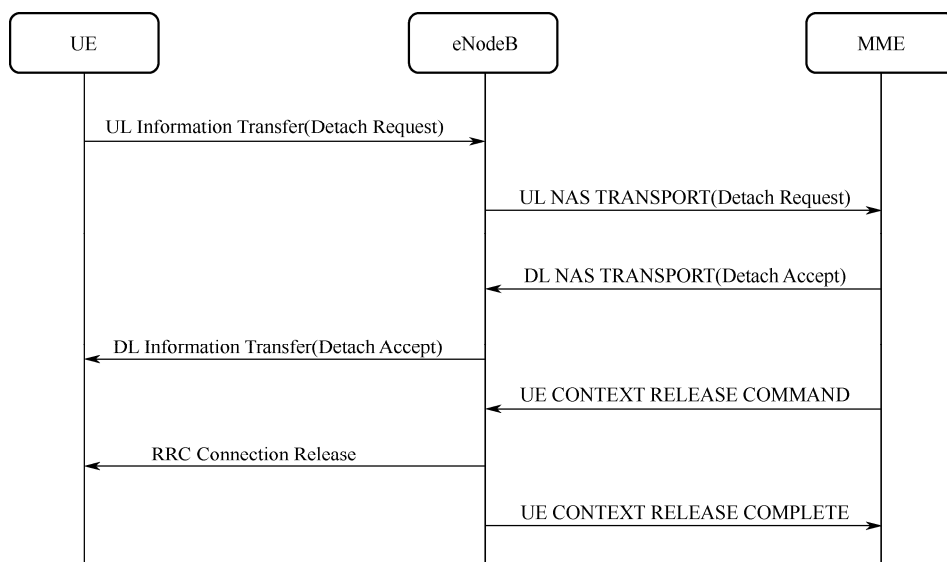 UE
eNodeB
MME
UL Information Transfer(Detach Request)
UL NAS TRANSPORT(Detach Request)
DL NAS TRANSPORT(Detach Accept)
DL Information Transfer(Detach Accept)
UE CONTEXT RELEASE COMMAND
RRC Connection Release
UE CONTEXT RELEASE COMPLETE